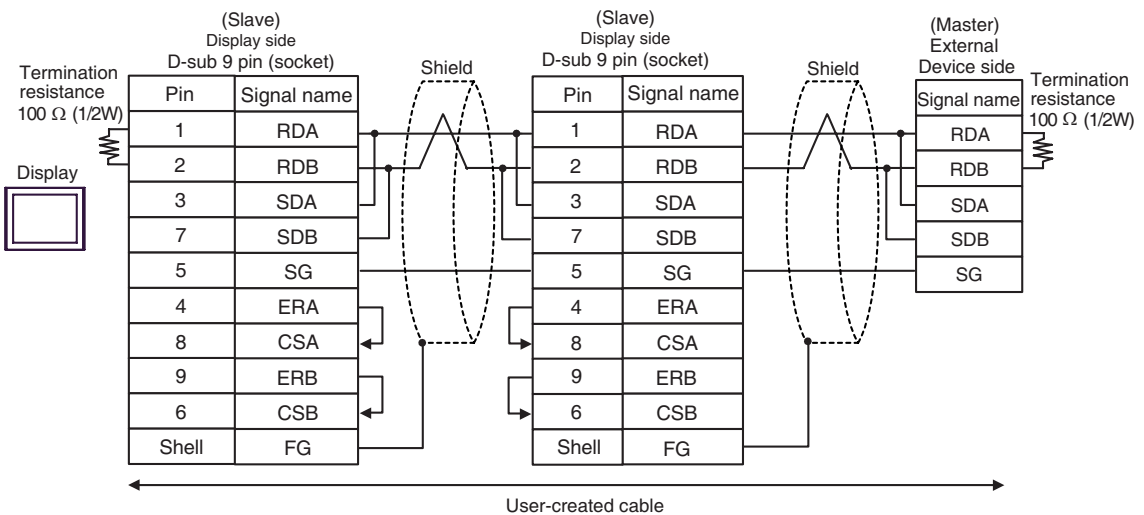 (Slave)
Display side
D-sub 9 pin (socket)
(Slave)
Display side
D-sub 9 pin (socket)
(Master)
External
Device side
Termination
resistance
100 Ω (1/2W)
Shield
Shield
Termination
resistance
100 Ω (1/2W)
Display
Pin Signal name
1 RDA
2 RDB
3 SDA
7 SDB
5 SG
4 ERA
8 CSA
9 ERB
6 CSB
Shell FG
Pin Signal name
1 RDA
2 RDB
3 SDA
7 SDB
5 SG
4 ERA
8 CSA
9 ERB
6 CSB
Shell FG
Signal name
RDA
RDB
SDA
SDB
SG
User-created cable